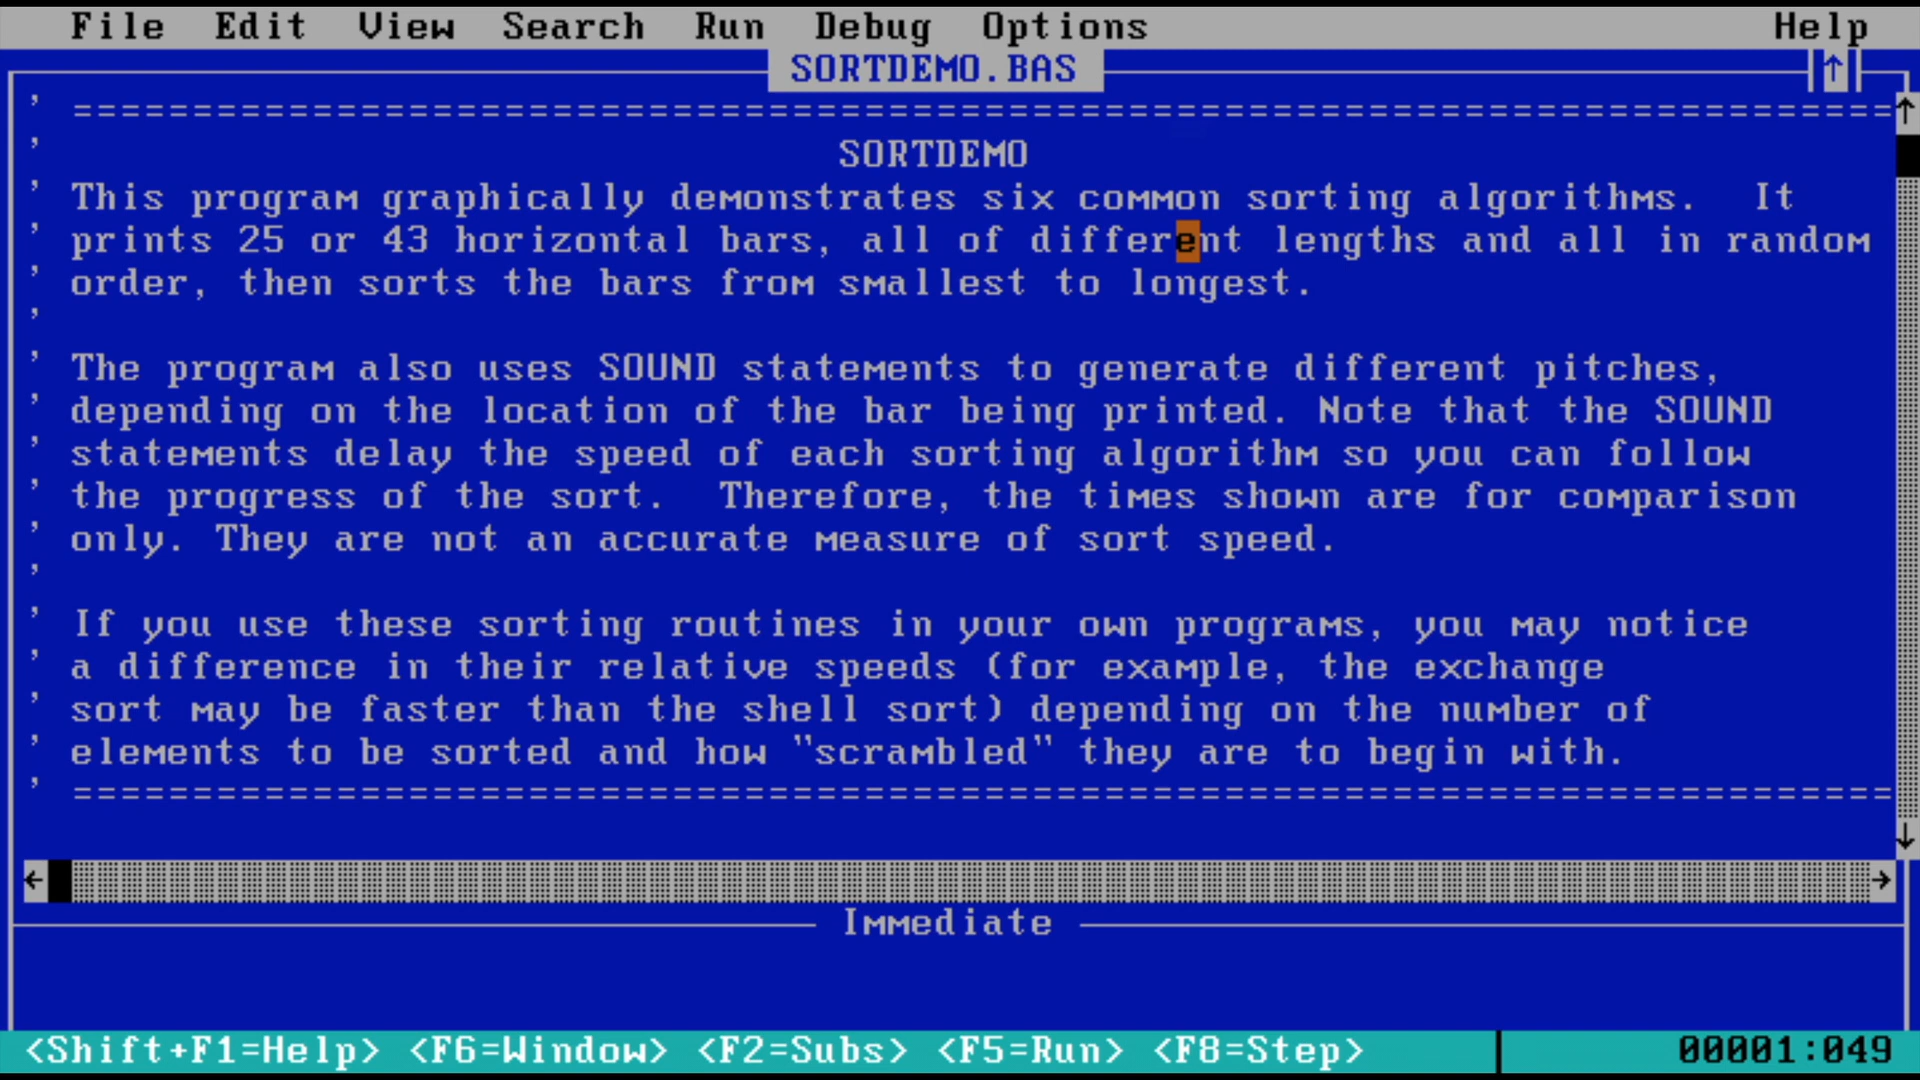 File Edit View Search Run Debug Options Help
SORTDEMO.BAS ↑
' ============================================================================
' SORTDEMO
' This program graphically demonstrates six common sorting algorithms.  It
' prints 25 or 43 horizontal bars, all of different lengths and all in random
' order, then sorts the bars from smallest to longest.
'
' The program also uses SOUND statements to generate different pitches,
' depending on the location of the bar being printed. Note that the SOUND
' statements delay the speed of each sorting algorithm so you can follow
' the progress of the sort.  Therefore, the times shown are for comparison
' only. They are not an accurate measure of sort speed.
'
' If you use these sorting routines in your own programs, you may notice
' a difference in their relative speeds (for example, the exchange
' sort may be faster than the shell sort) depending on the number of
' elements to be sorted and how "scrambled" they are to begin with.
' ============================================================================
Immediate
<Shift+F1=Help> <F6=Window> <F2=Subs> <F5=Run> <F8=Step> 00001:049